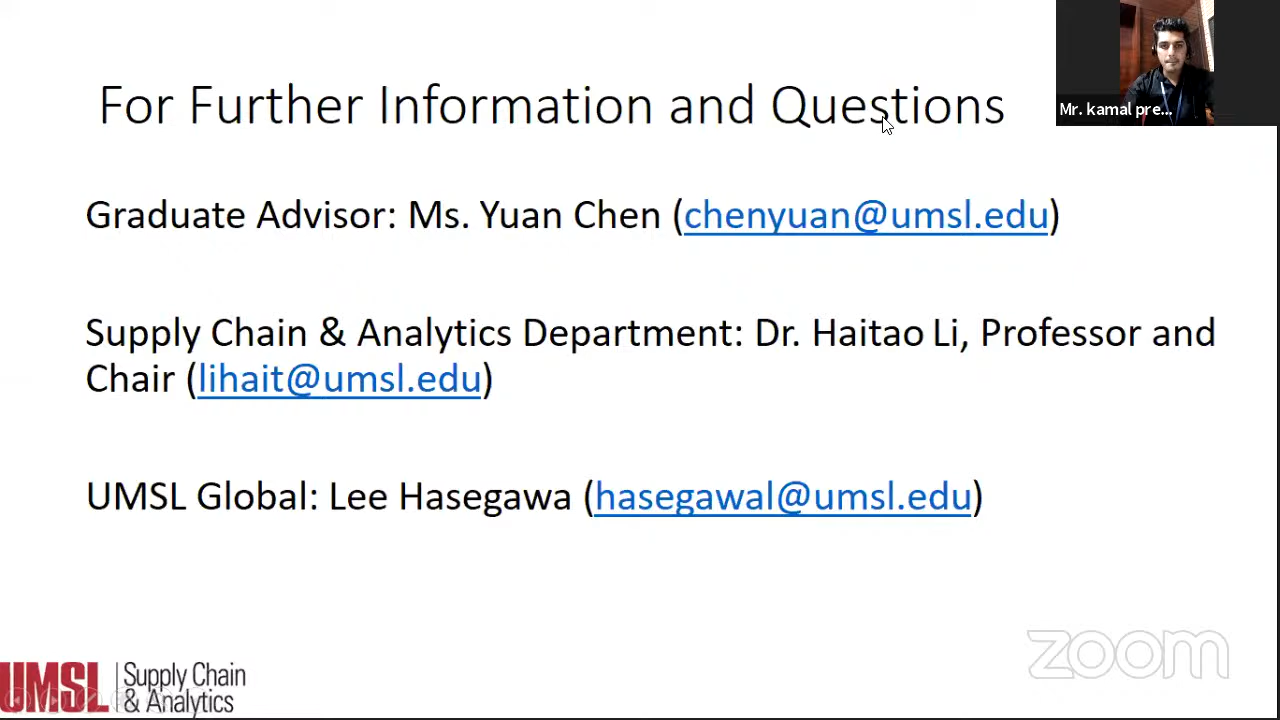 For Further Information and Questions
Mr. kamal pre...
Graduate Advisor: Ms. Yuan Chen (chenyuan@umsl.edu)
Supply Chain & Analytics Department: Dr. Haitao Li, Professor and
Chair (lihait@umsl.edu)
UMSL Global: Lee Hasegawa (hasegawal@umsl.edu)
zoom
UMSL | Supply Chain
& Analytics